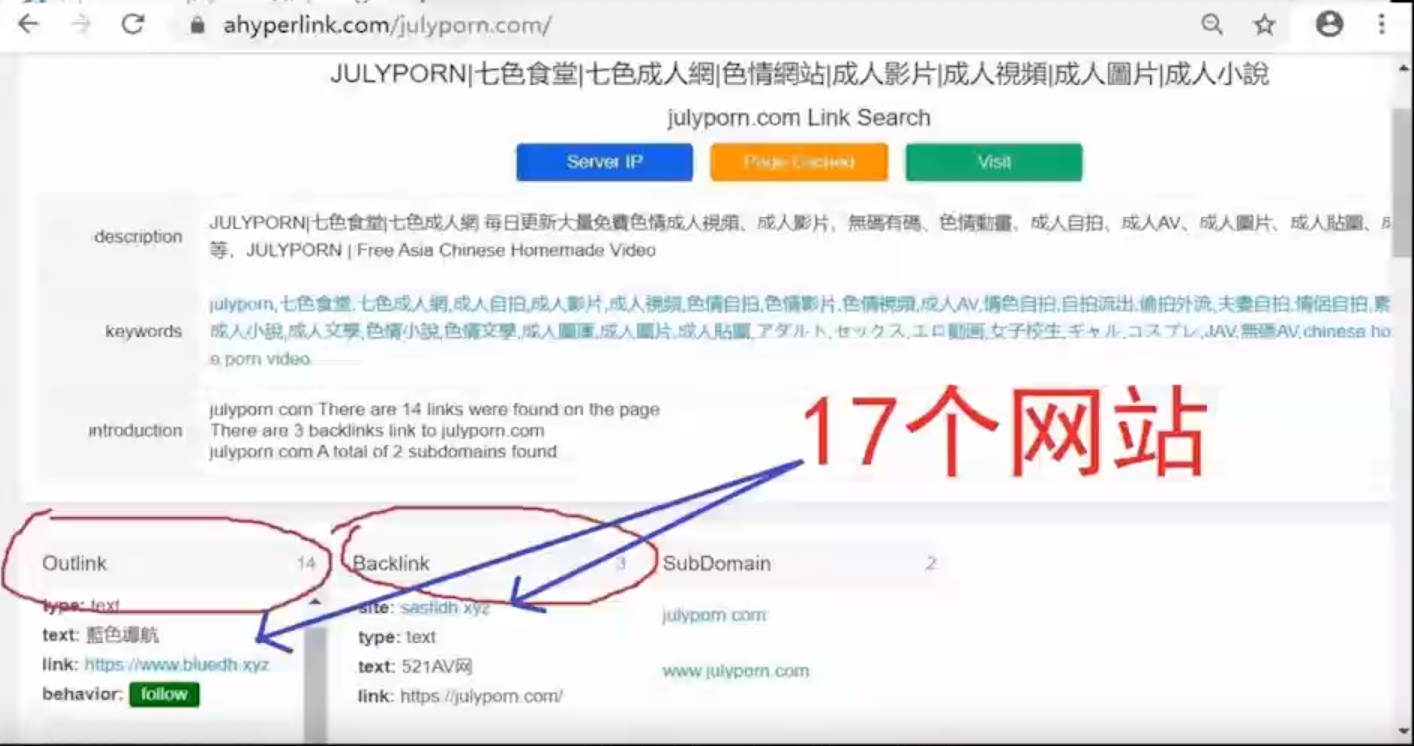 ahyperlink.com/julyporn.com/
JULYPORN|七色食堂|七色成人網|色情網站|成人影片|成人視頻|成人圖片|成人小說
julyporn.com Link Search
Server IP
Page Cached
Visit
description
JULYPORN|七色食堂|七色成人網 每日更新大量免費色情成人視頻、成人影片、無碼有碼、色情動畫、成人自拍、成人AV、成人圖片、成人貼圖、
等，JULYPORN | Free Asia Chinese Homemade Video
keywords
julyporn,七色食堂,七色成人網,成人自拍,成人影片,成人視頻,色情自拍,色情影片,色情視頻,成人AV,情色自拍,自拍流出,偷拍外流,夫妻自拍,情侶自拍,素
成人小說,成人文學,色情小說,色情文學,成人圖庫,成人圖片,成人貼圖,アダルト,セックス,エロ動画,女子校生,ギャル,コスプレ,JAV,無碼AV,chinese ho
e porn video
introduction
julyporn com There are 14 links were found on the page
There are 3 backlinks link to julyporn.com
julyporn com A total of 2 subdomains found
17个网站
Outlink 14
Backlink 3
SubDomain 2
type: text
text: 藍色導航
link: https://www.bluedh.xyz
behavior: follow
site: sasfidh xyz
type: text
text: 521AV网
link: https://julyporn.com/
julyporn com
www.julyporn.com